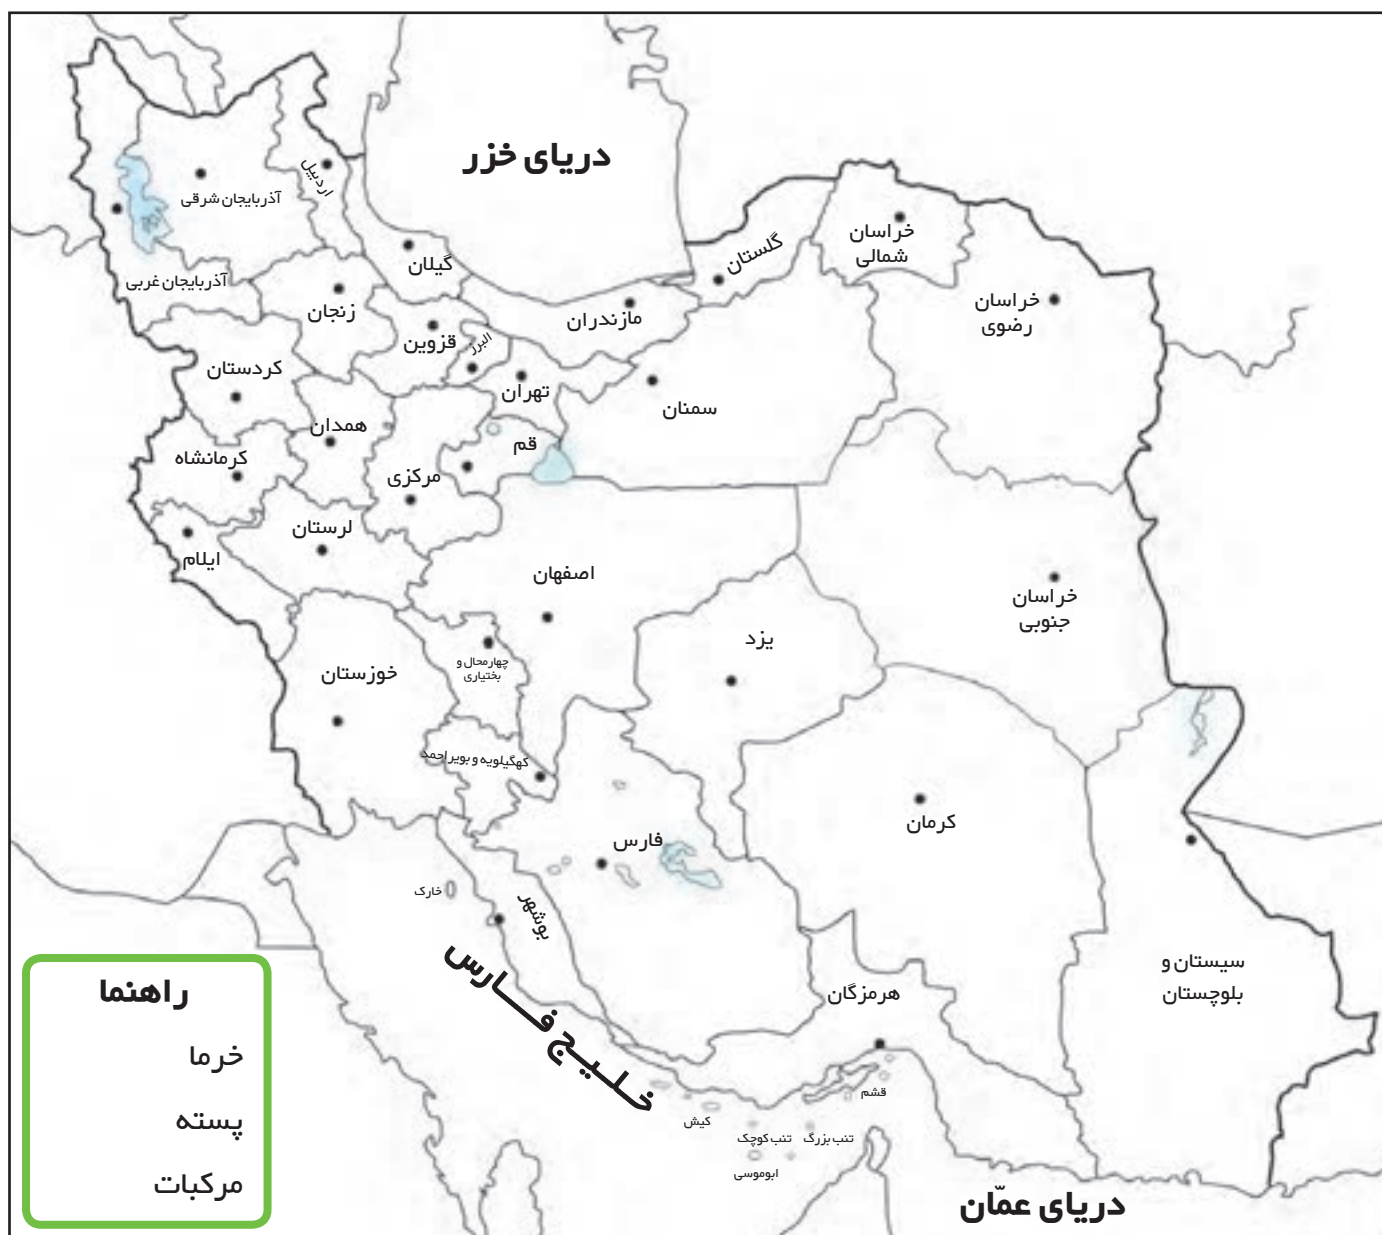 دریای خزر
اردبیل
آذربایجان شرقی
گلستان
خراسان
شمالی
گیلان
آذربایجان غربی
خراسان
رضوی
زنجان
مازندران
قزوین
البرز
کردستان
تهران
سمنان
همدان
قم
کرمانشاه
مرکزی
لرستان
ایلام
اصفهان
خراسان
جنوبی
یزد
چهارمحال و
بختیاری
خوزستان
کهگیلویه و بویراحمد
کرمان
فارس
خارک
بوشهر
سیستان و
بلوچستان
هرمزگان
خلیج فارس
قشم
کیش
تنب کوچک
تنب بزرگ
ابوموسی
دریای عمّان
راهنما
خرما
پسته
مرکبات